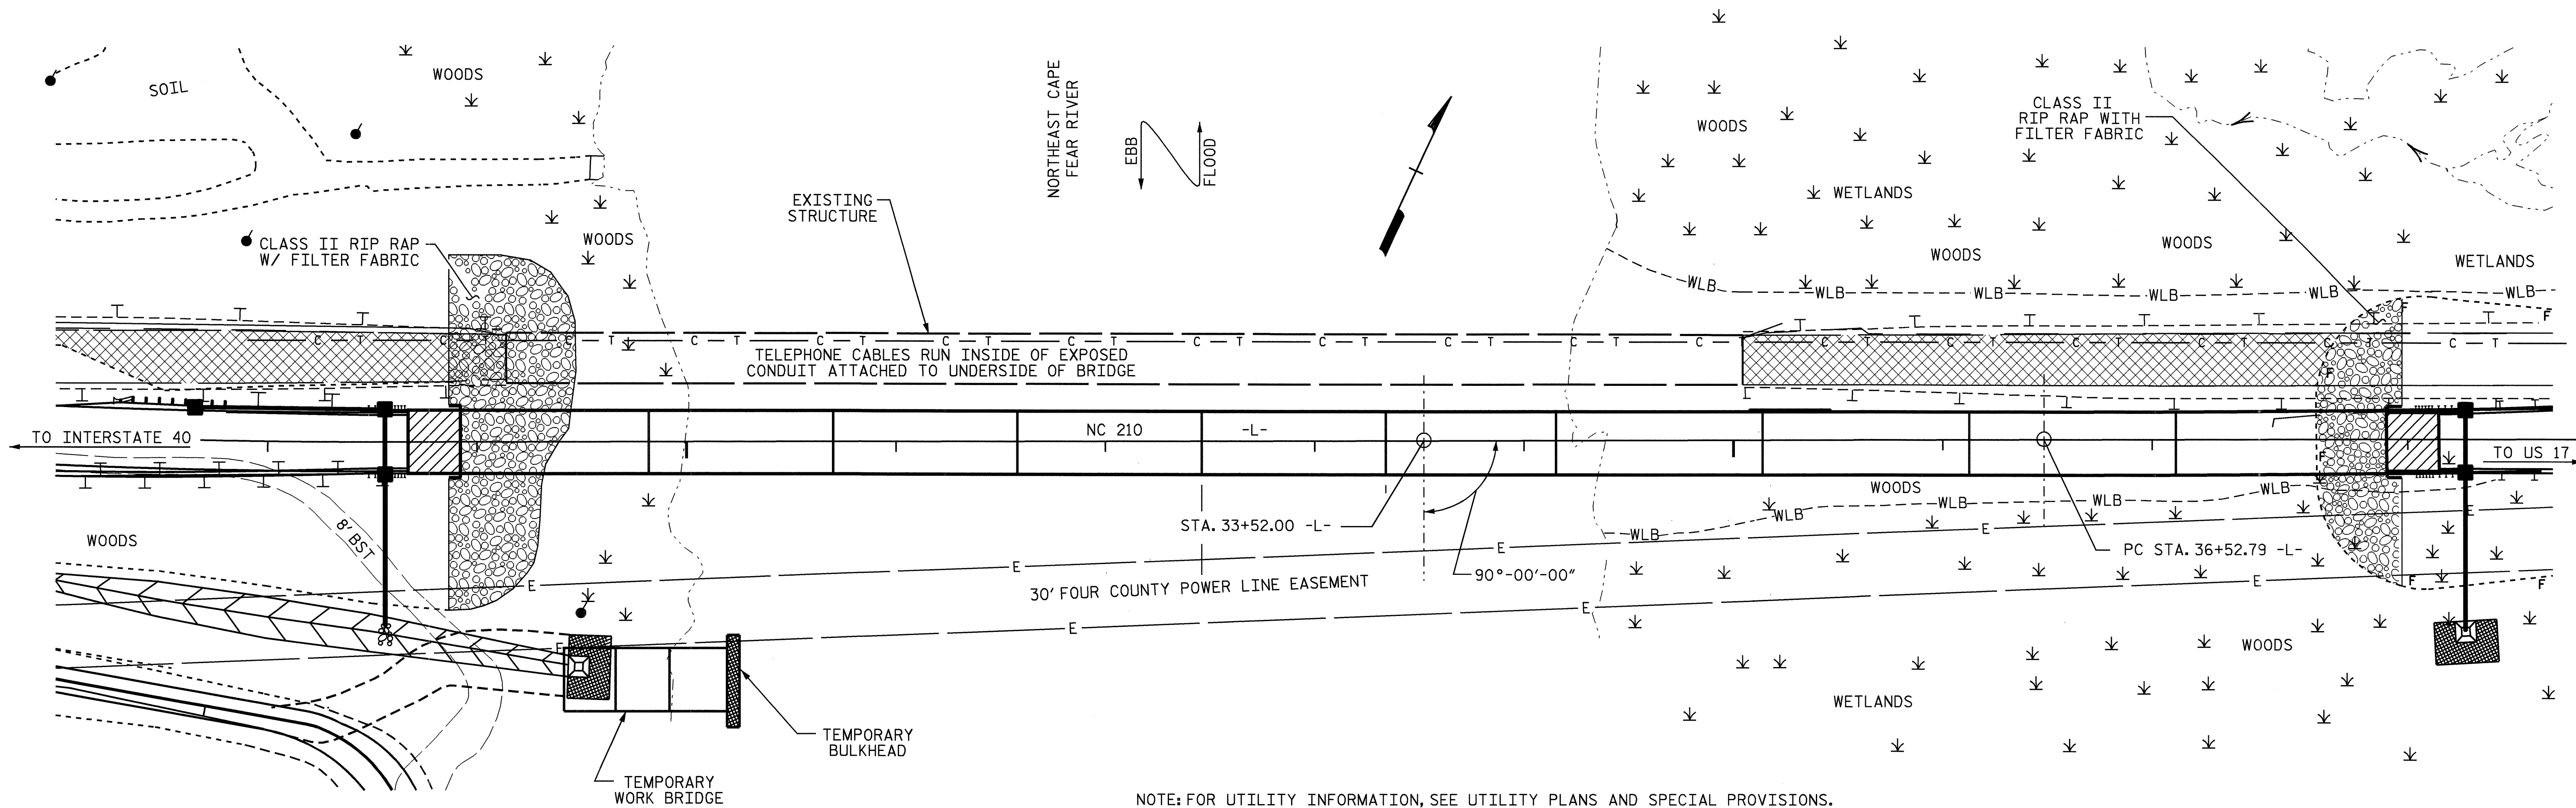 SOIL
WOODS
NORTHEAST CAPE
FEAR RIVER
EBB
FLOOD
WOODS
CLASS II
RIP RAP WITH
FILTER FABRIC
EXISTING
STRUCTURE
WETLANDS
CLASS II RIP RAP
W/ FILTER FABRIC
WOODS
WOODS
WOODS
WETLANDS
WLB
WLB
WLB
WLB
WLB
WLB
F
C T C T C T C T C T C T C T C T C T C T C T C T C T C T C T C T C T C T
TELEPHONE CABLES RUN INSIDE OF EXPOSED
CONDUIT ATTACHED TO UNDERSIDE OF BRIDGE
F
TO INTERSTATE 40
NC 210
-L-
TO US 17
F
WOODS
WLB
WLB
WLB
WLB
WLB
8' BST
STA. 33+52.00 -L-
E
E
E
WOODS
PC STA. 36+52.79 -L-
E
E
90°-00'-00"
30' FOUR COUNTY POWER LINE EASEMENT
E
E
F
F
E
F
WOODS
WETLANDS
TEMPORARY
BULKHEAD
TEMPORARY
WORK BRIDGE
NOTE: FOR UTILITY INFORMATION, SEE UTILITY PLANS AND SPECIAL PROVISIONS.